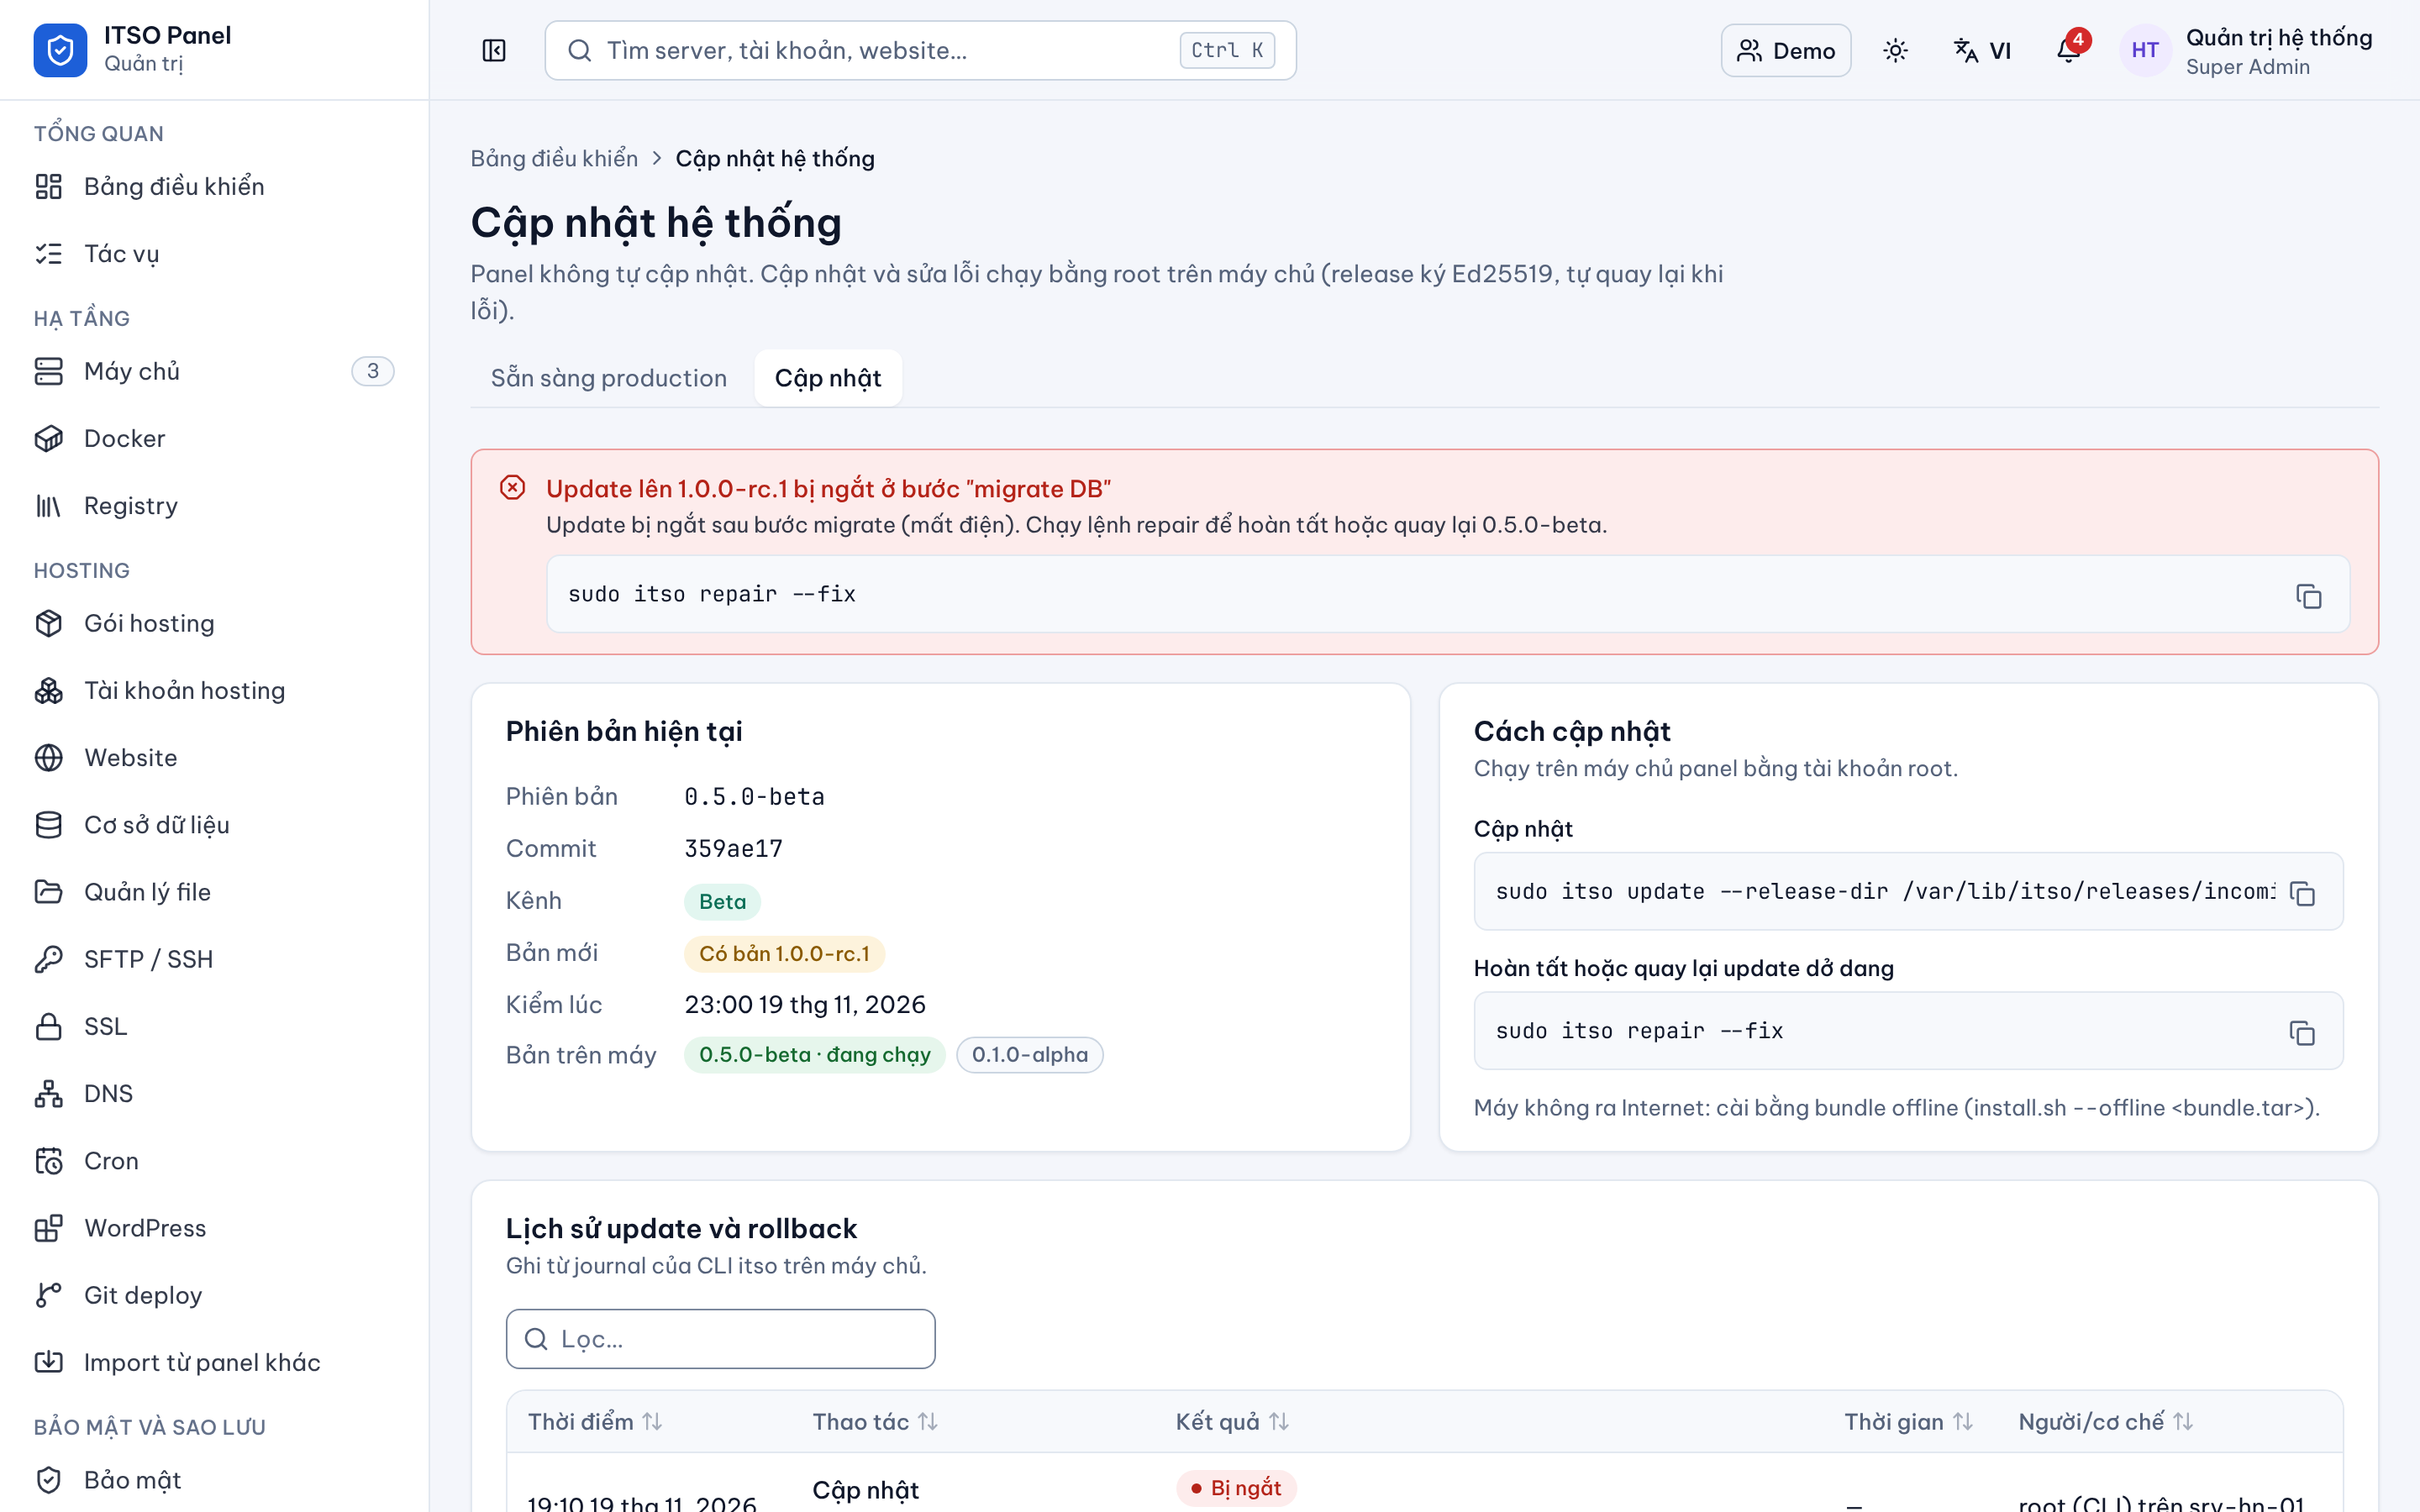 ITSO Panel
Quản trị
Tìm server, tài khoản, website...
Ctrl K
Demo
VI
4
HT
Quản trị hệ thống
Super Admin
TỔNG QUAN
Bảng điều khiển
Tác vụ
HẠ TẦNG
Máy chủ
3
Docker
Registry
HOSTING
Gói hosting
Tài khoản hosting
Website
Cơ sở dữ liệu
Quản lý file
SFTP / SSH
SSL
DNS
Cron
WordPress
Git deploy
Import từ panel khác
BẢO MẬT VÀ SAO LƯU
Bảo mật
Bảng điều khiển > Cập nhật hệ thống
Cập nhật hệ thống
Panel không tự cập nhật. Cập nhật và sửa lỗi chạy bằng root trên máy chủ (release ký Ed25519, tự quay lại khi
lỗi).
Sẵn sàng production
Cập nhật
Update lên 1.0.0-rc.1 bị ngắt ở bước "migrate DB"
Update bị ngắt sau bước migrate (mất điện). Chạy lệnh repair để hoàn tất hoặc quay lại 0.5.0-beta.
sudo itso repair --fix
Phiên bản hiện tại
Phiên bản 0.5.0-beta
Commit 359ae17
Kênh Beta
Bản mới Có bản 1.0.0-rc.1
Kiểm lúc 23:00 19 thg 11, 2026
Bản trên máy 0.5.0-beta · đang chạy 0.1.0-alpha
Cách cập nhật
Chạy trên máy chủ panel bằng tài khoản root.
Cập nhật
sudo itso update --release-dir /var/lib/itso/releases/incomi
Hoàn tất hoặc quay lại update dở dang
sudo itso repair --fix
Máy không ra Internet: cài bằng bundle offline (install.sh --offline <bundle.tar>).
Lịch sử update và rollback
Ghi từ journal của CLI itso trên máy chủ.
Lọc...
Thời điểm Thao tác Kết quả Thời gian Người/cơ chế
19:10 19 thg 11, 2026 Cập nhật Bị ngắt — root (CLI) trên srv-hn-01